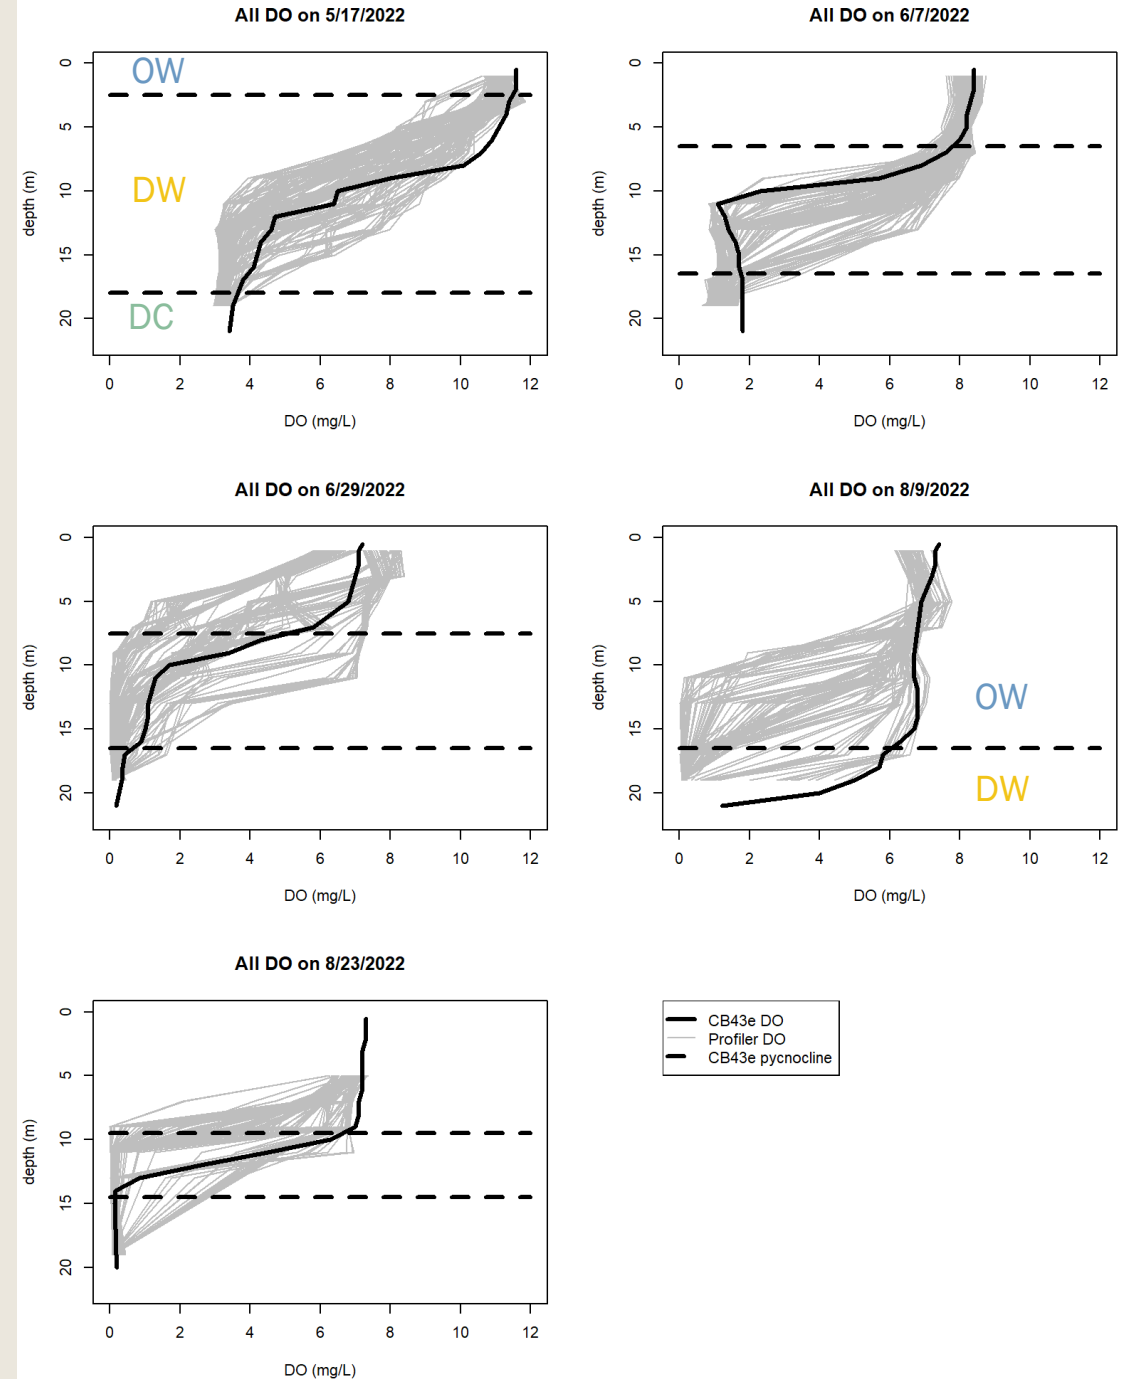 All DO on 5/17/2022
0
5
10
15
20
depth (m)
OW
DW
DC
0 2 4 6 8 10 12
DO (mg/L)
All DO on 6/7/2022
0
5
10
15
20
depth (m)
0 2 4 6 8 10 12
DO (mg/L)
All DO on 6/29/2022
0
5
10
15
20
depth (m)
0 2 4 6 8 10 12
DO (mg/L)
All DO on 8/9/2022
0
5
10
15
20
depth (m)
OW
DW
0 2 4 6 8 10 12
DO (mg/L)
All DO on 8/23/2022
0
5
10
15
20
depth (m)
0 2 4 6 8 10 12
DO (mg/L)
CB43e DO
Profiler DO
CB43e pycnocline